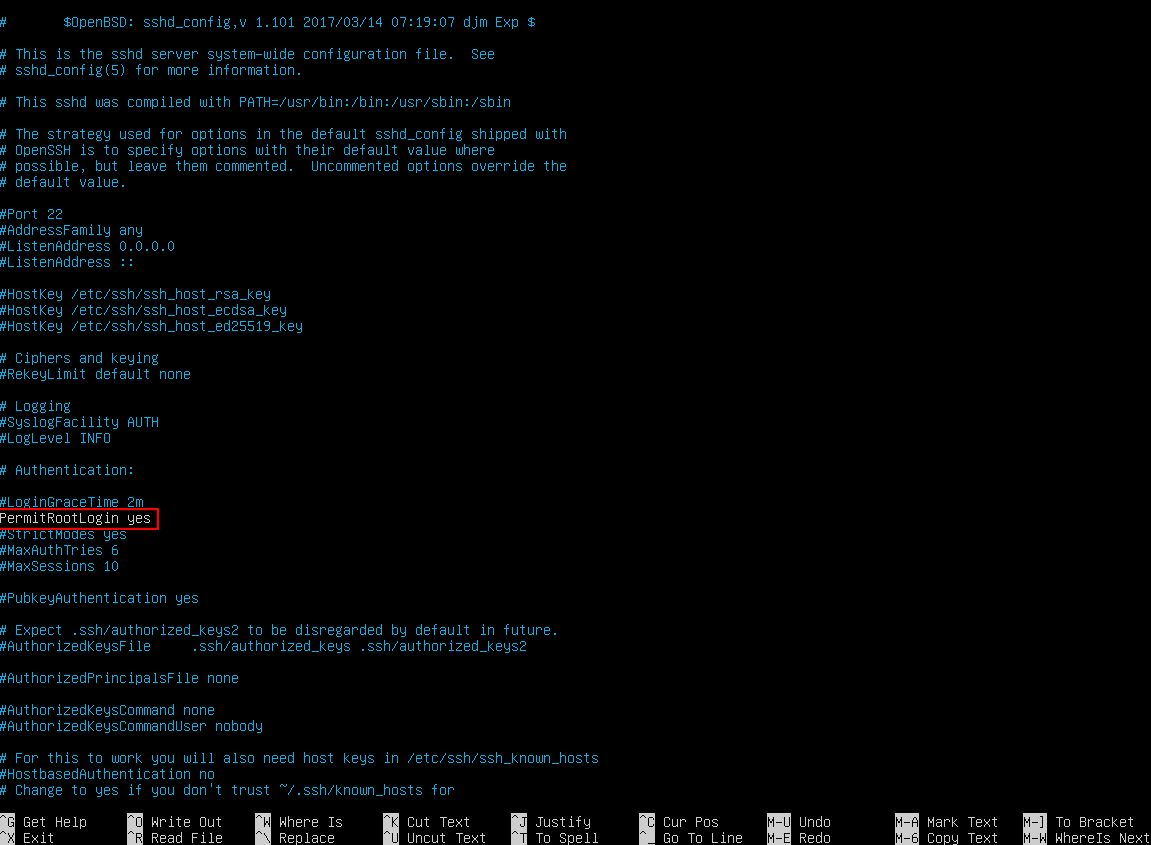 #       $OpenBSD: sshd_config,v 1.101 2017/03/14 07:19:07 djm Exp $
# This is the sshd server system-wide configuration file.  See
# sshd_config(5) for more information.
# This sshd was compiled with PATH=/usr/bin:/bin:/usr/sbin:/sbin
# The strategy used for options in the default sshd_config shipped with
# OpenSSH is to specify options with their default value where
# possible, but leave them commented.  Uncommented options override the
# default value.
#Port 22
#AddressFamily any
#ListenAddress 0.0.0.0
#ListenAddress ::
#HostKey /etc/ssh/ssh_host_rsa_key
#HostKey /etc/ssh/ssh_host_ecdsa_key
#HostKey /etc/ssh/ssh_host_ed25519_key
# Ciphers and keying
#RekeyLimit default none
# Logging
#SyslogFacility AUTH
#LogLevel INFO
# Authentication:
#LoginGraceTime 2m
PermitRootLogin yes
#StrictModes yes
#MaxAuthTries 6
#MaxSessions 10
#PubkeyAuthentication yes
# Expect .ssh/authorized_keys2 to be disregarded by default in future.
#AuthorizedKeysFile     .ssh/authorized_keys .ssh/authorized_keys2
#AuthorizedPrincipalsFile none
#AuthorizedKeysCommand none
#AuthorizedKeysCommandUser nobody
# For this to work you will also need host keys in /etc/ssh/ssh_known_hosts
#HostbasedAuthentication no
# Change to yes if you don't trust ~/.ssh/known_hosts for
^G Get Help     ^O Write Out    ^W Where Is     ^K Cut Text     ^J Justify      ^C Cur Pos      M-U Undo        M-A Mark Text   M-] To Bracket
^X Exit         ^R Read File    ^\ Replace      ^U Uncut Text   ^T To Spell     ^_ Go To Line   M-E Redo        M-6 Copy Text   M-W WhereIs Next